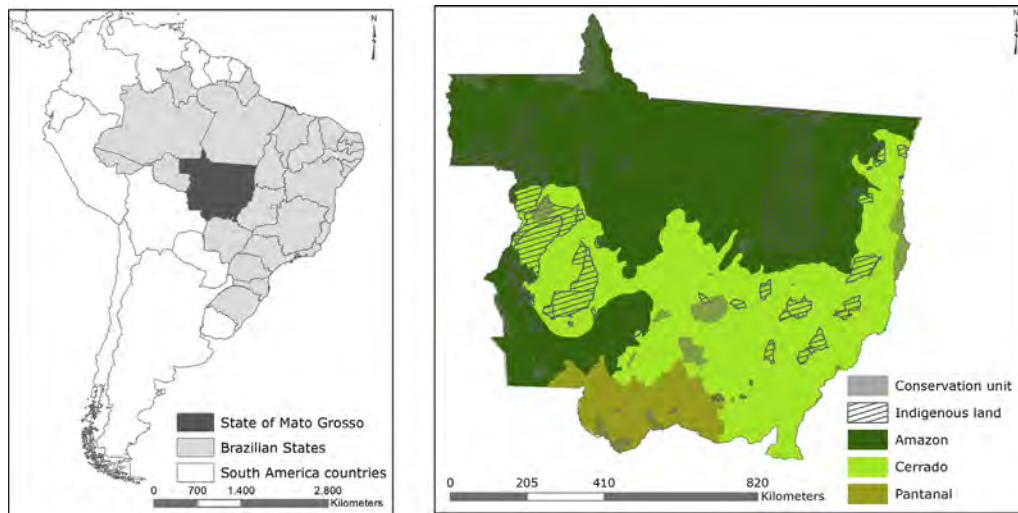 N
State of Mato Grosso
Brazilian States
South America countries
0 700 1.400 2.800
Kilometers
N
Conservation unit
Indigenous land
Amazon
Cerrado
Pantanal
0 205 410 820
Kilometers